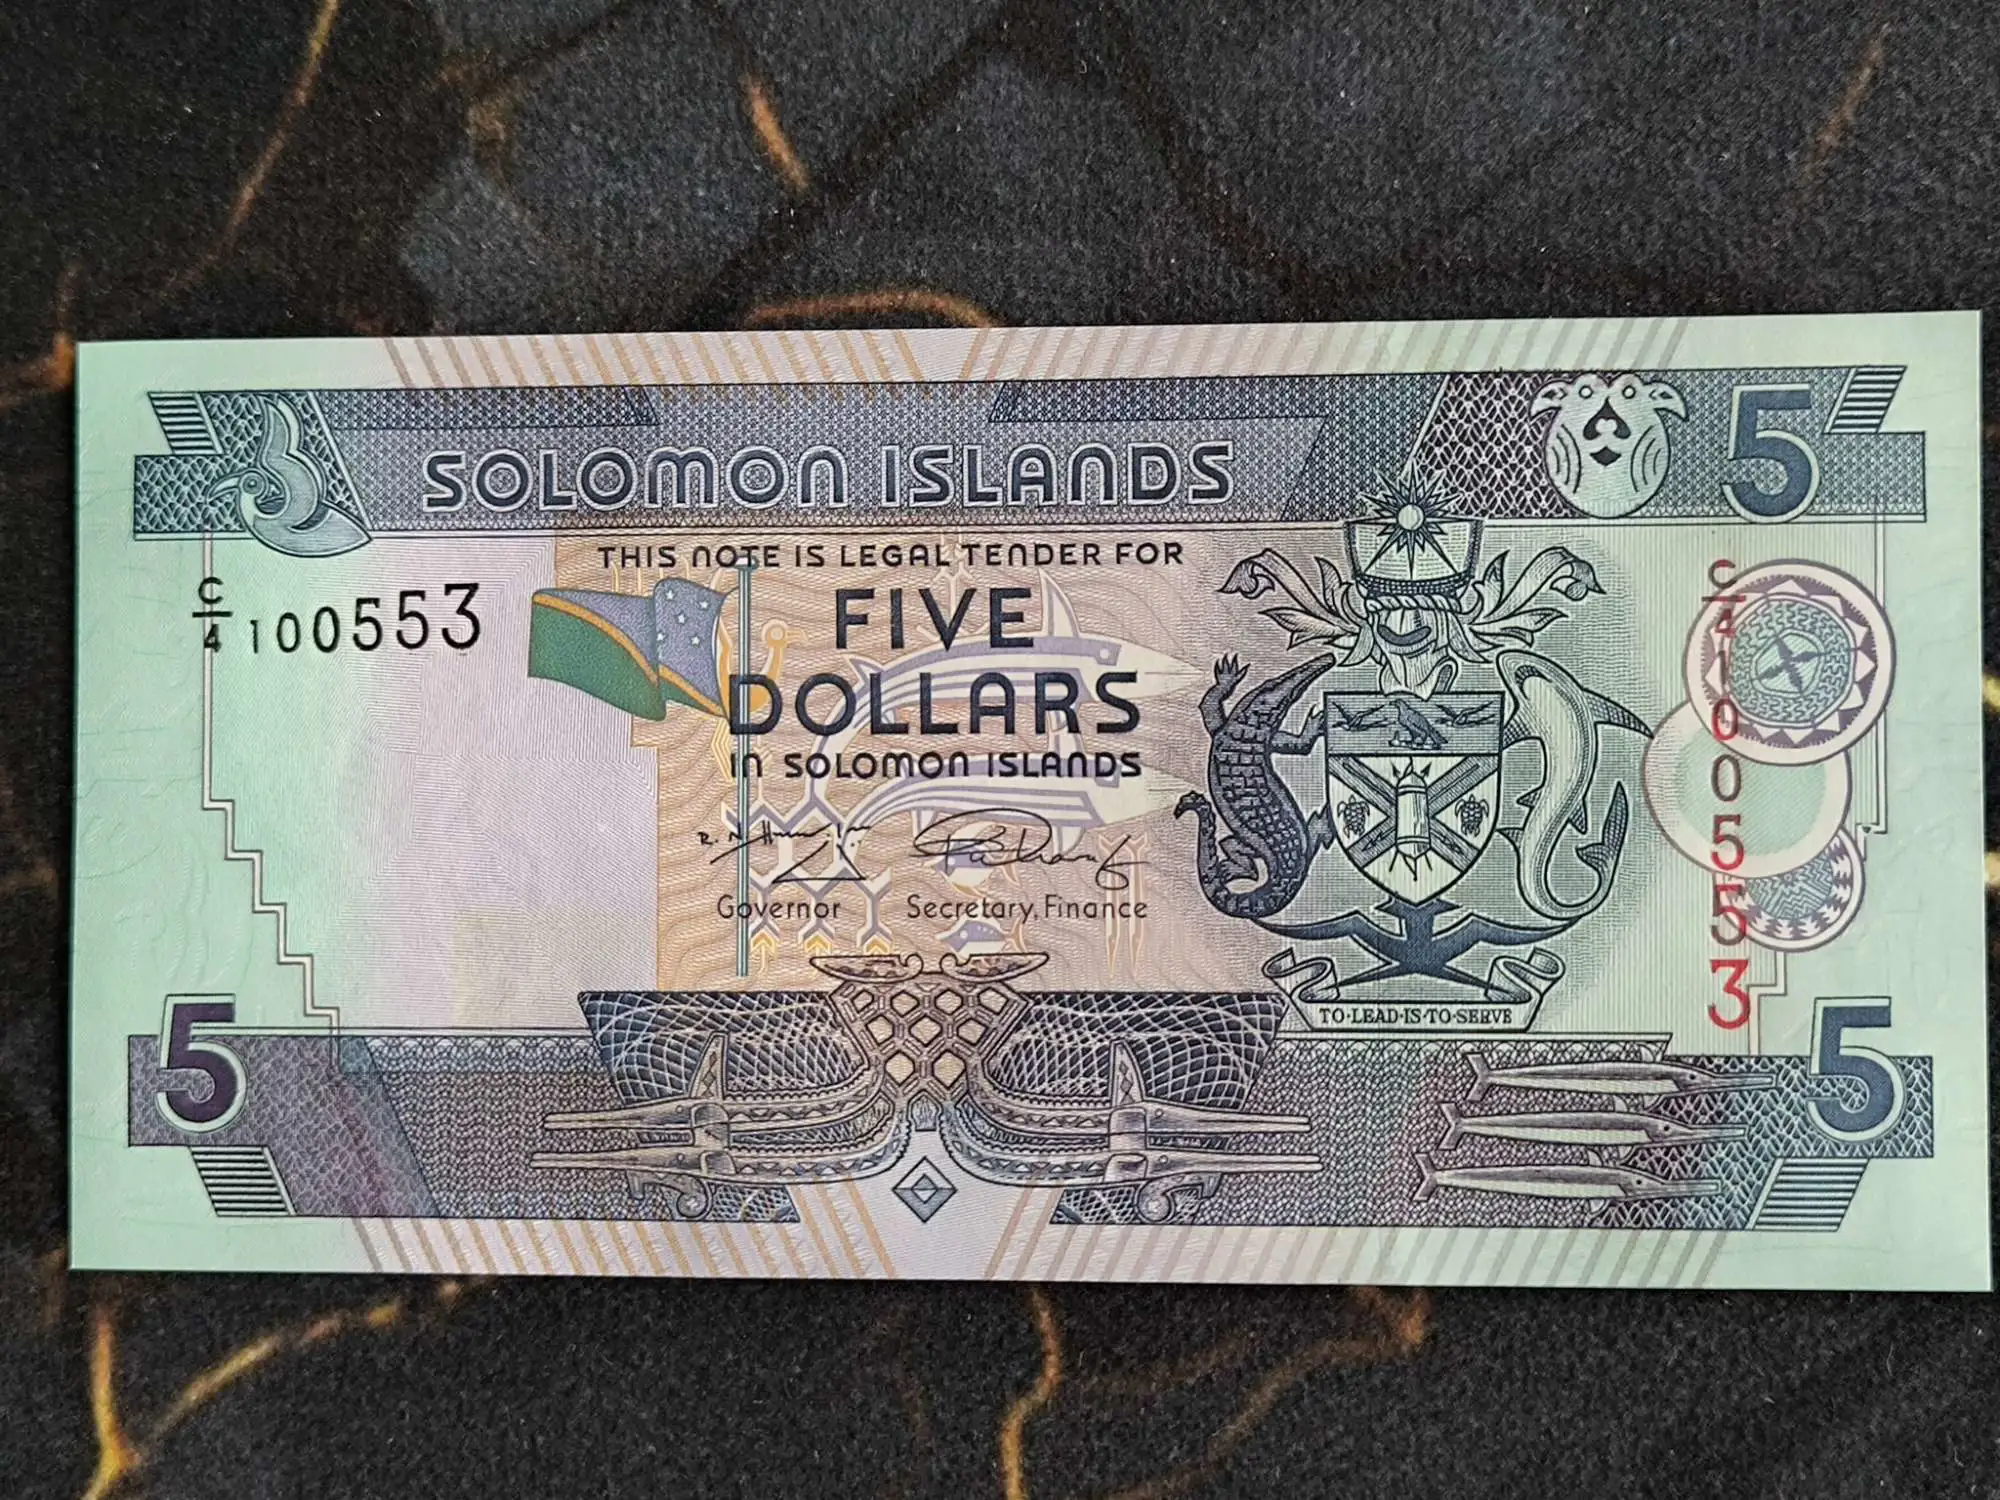 SOLOMON ISLANDS
5
THIS NOTE IS LEGAL TENDER FOR
C/4 100553
FIVE
DOLLARS
IN SOLOMON ISLANDS
C/4 100553
Governor
Secretary, Finance
TO·LEAD·IS·TO·SERVE
5
5